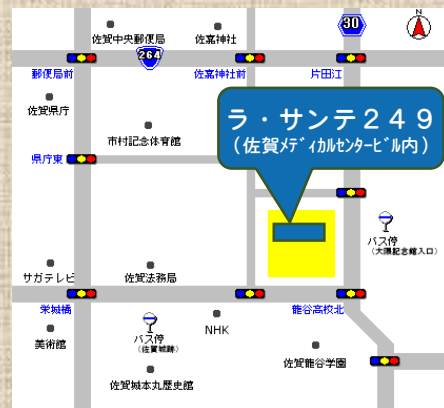 30
佐賀中央郵便局
佐嘉神社
264
郵便局前
佐嘉神社前
片田江
佐賀県庁
ラ・サンテ249
(佐賀メディカルセンタービル内)
市村記念体育館
県庁東
バス停
(大隈記念館入口)
サガテレビ
佐賀法務局
栄城橋
龍谷高校北
美術館
バス停
(佐賀城跡)
NHK
佐賀龍谷学園
佐賀城本丸歴史館